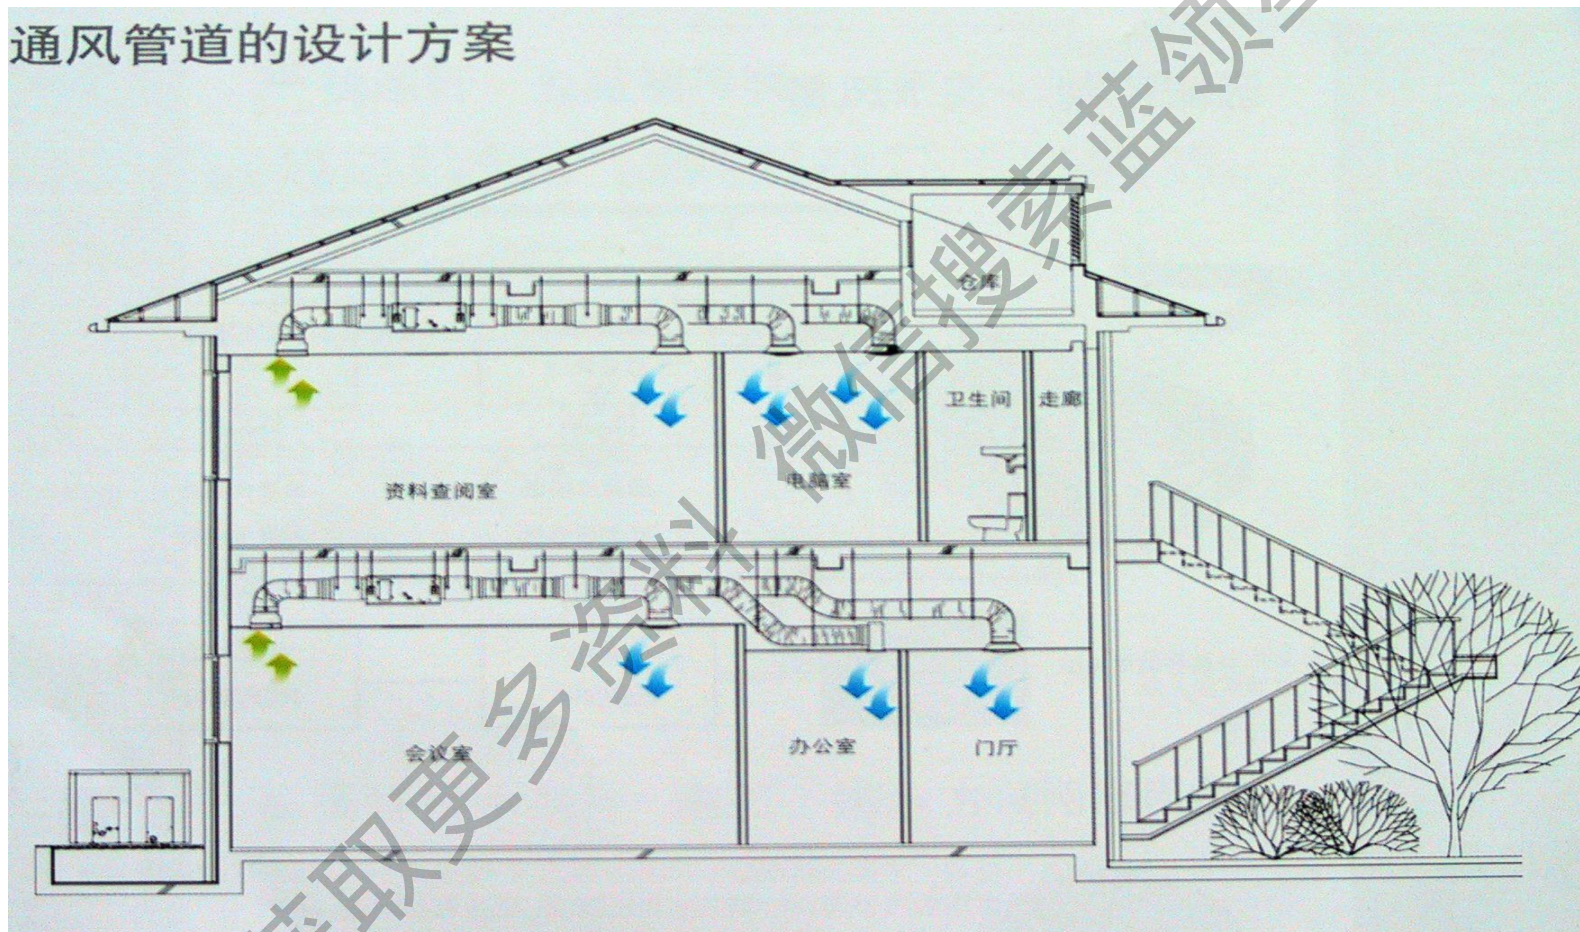 通风管道的设计方案
仓库
卫生间
走廊
资料查阅室
电脑室
会议室
办公室
门厅
获取更多资料 微信搜索蓝领星